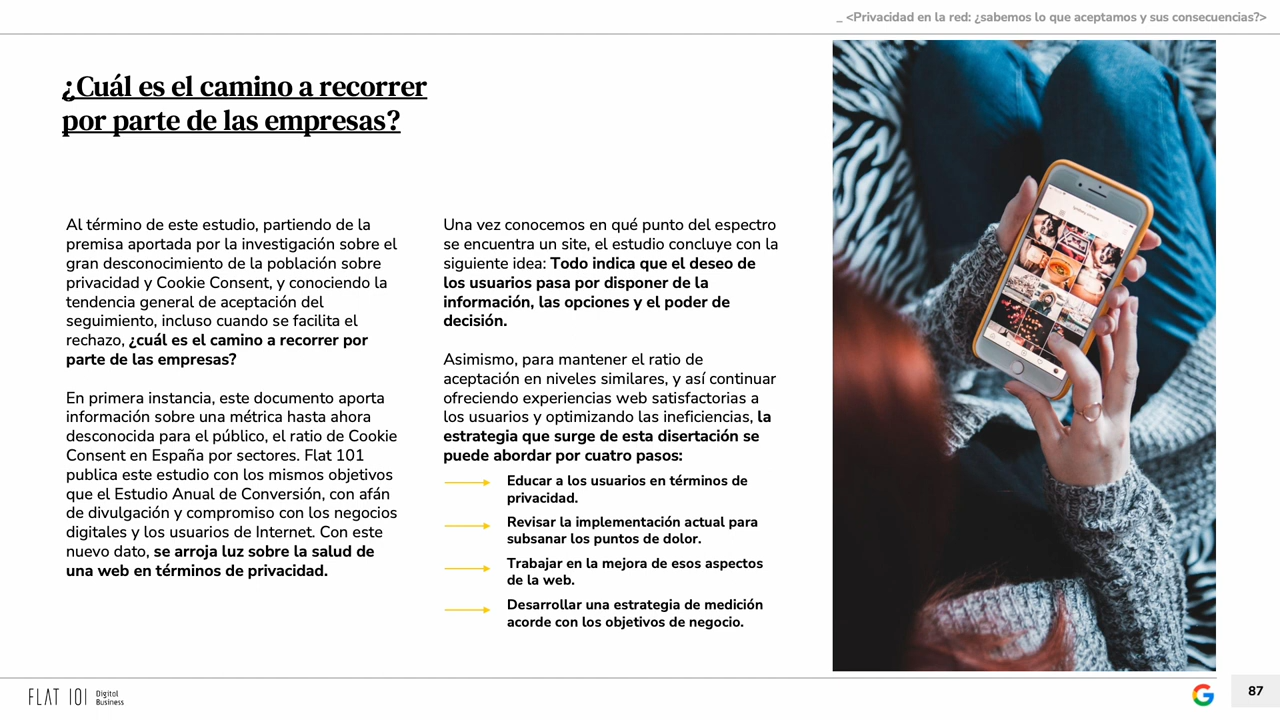 _ <Privacidad en la red: ¿sabemos lo que aceptamos y sus consecuencias?>
¿Cuál es el camino a recorrer
por parte de las empresas?
Al término de este estudio, partiendo de la
premisa aportada por la investigación sobre el
gran desconocimiento de la población sobre
privacidad y Cookie Consent, y conociendo la
tendencia general de aceptación del
seguimiento, incluso cuando se facilita el
rechazo, ¿cuál es el camino a recorrer por
parte de las empresas?
En primera instancia, este documento aporta
información sobre una métrica hasta ahora
desconocida para el público, el ratio de Cookie
Consent en España por sectores. Flat 101
publica este estudio con los mismos objetivos
que el Estudio Anual de Conversión, con afán
de divulgación y compromiso con los negocios
digitales y los usuarios de Internet. Con este
nuevo dato, se arroja luz sobre la salud de
una web en términos de privacidad.
Una vez conocemos en qué punto del espectro
se encuentra un site, el estudio concluye con la
siguiente idea: Todo indica que el deseo de
los usuarios pasa por disponer de la
información, las opciones y el poder de
decisión.
Asimismo, para mantener el ratio de
aceptación en niveles similares, y así continuar
ofreciendo experiencias web satisfactorias a
los usuarios y optimizando las ineficiencias, la
estrategia que surge de esta disertación se
puede abordar por cuatro pasos:
Educar a los usuarios en términos de
privacidad.
Revisar la implementación actual para
subsanar los puntos de dolor.
Trabajar en la mejora de esos aspectos
de la web.
Desarrollar una estrategia de medición
acorde con los objetivos de negocio.
FLAT 101
Digital
Business
G
87